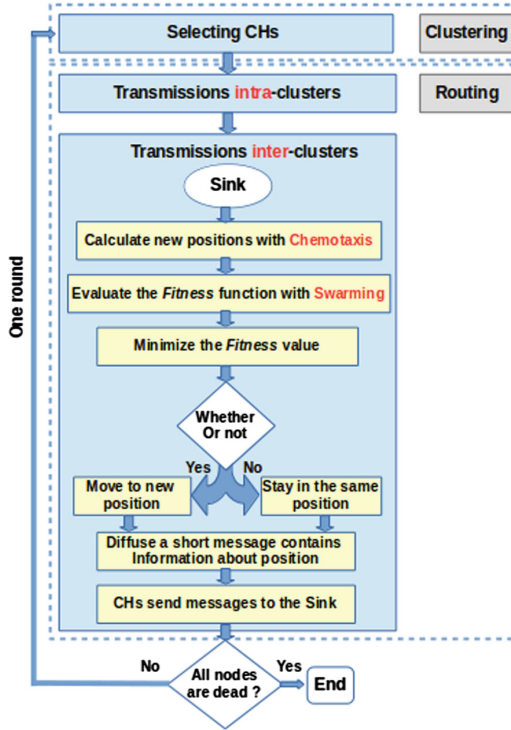 Selecting CHs
Clustering
Transmissions intra-clusters
Routing
Transmissions inter-clusters
Sink
Calculate new positions with Chemotaxis
Evaluate the Fitness function with Swarming
Minimize the Fitness value
Whether
Or not
Yes
No
Move to new
position
Stay in the same
position
Diffuse a short message contains
Information about position
CHs send messages to the Sink
One round
No
All nodes
are dead ?
Yes
End